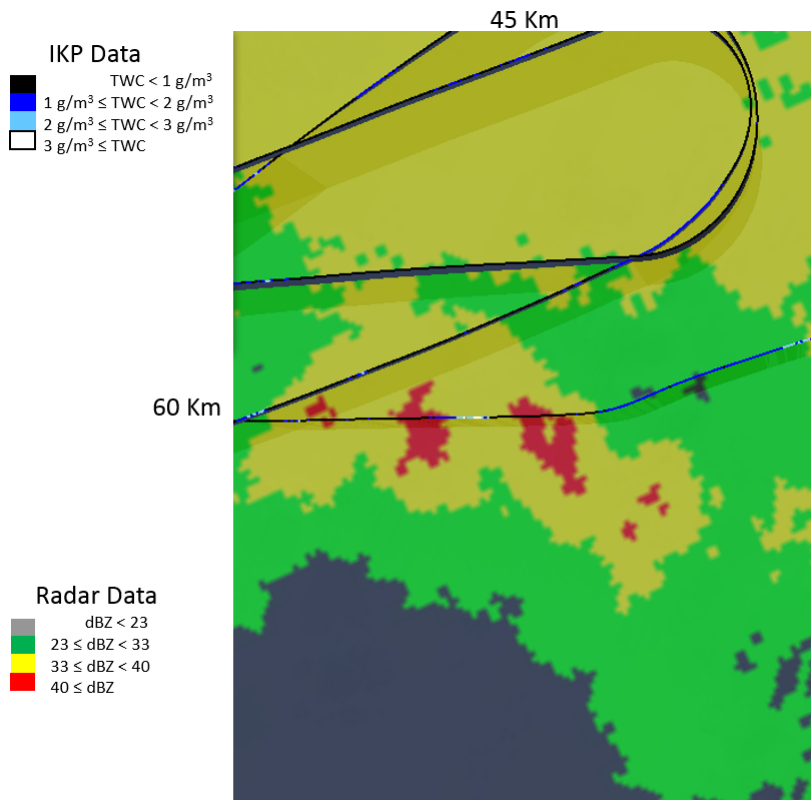 45 Km
IKP Data
TWC < 1 g/m³
1 g/m³ ≤ TWC < 2 g/m³
2 g/m³ ≤ TWC < 3 g/m³
3 g/m³ ≤ TWC
60 Km
Radar Data
dBZ < 23
23 ≤ dBZ < 33
33 ≤ dBZ < 40
40 ≤ dBZ